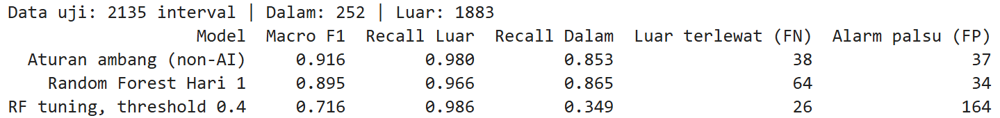 Data uji: 2135 interval | Dalam: 252 | Luar: 1883
Model Macro F1 Recall Luar Recall Dalam Luar terlewat (FN) Alarm palsu (FP)
Aturan ambang (non-AI) 0.916 0.980 0.853 38 37
Random Forest Hari 1 0.895 0.966 0.865 64 34
RF tuning, threshold 0.4 0.716 0.986 0.349 26 164